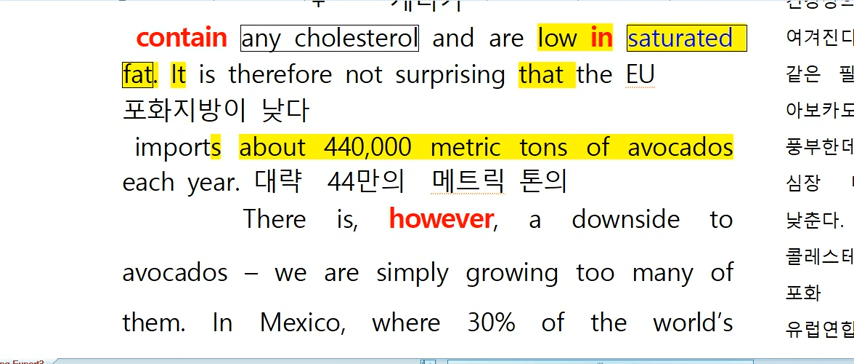 contain any cholesterol and are low in saturated
fat. It is therefore not surprising that the EU
포화지방이 낮다
imports about 440,000 metric tons of avocados
each year. 대략 44만의 메트릭 톤의
There is, however, a downside to
avocados – we are simply growing too many of
them. In Mexico, where 30% of the world's
여겨진다
같은 필
아보카도
풍부한데
심장
낮춘다.
콜레스테
포화
유럽연합